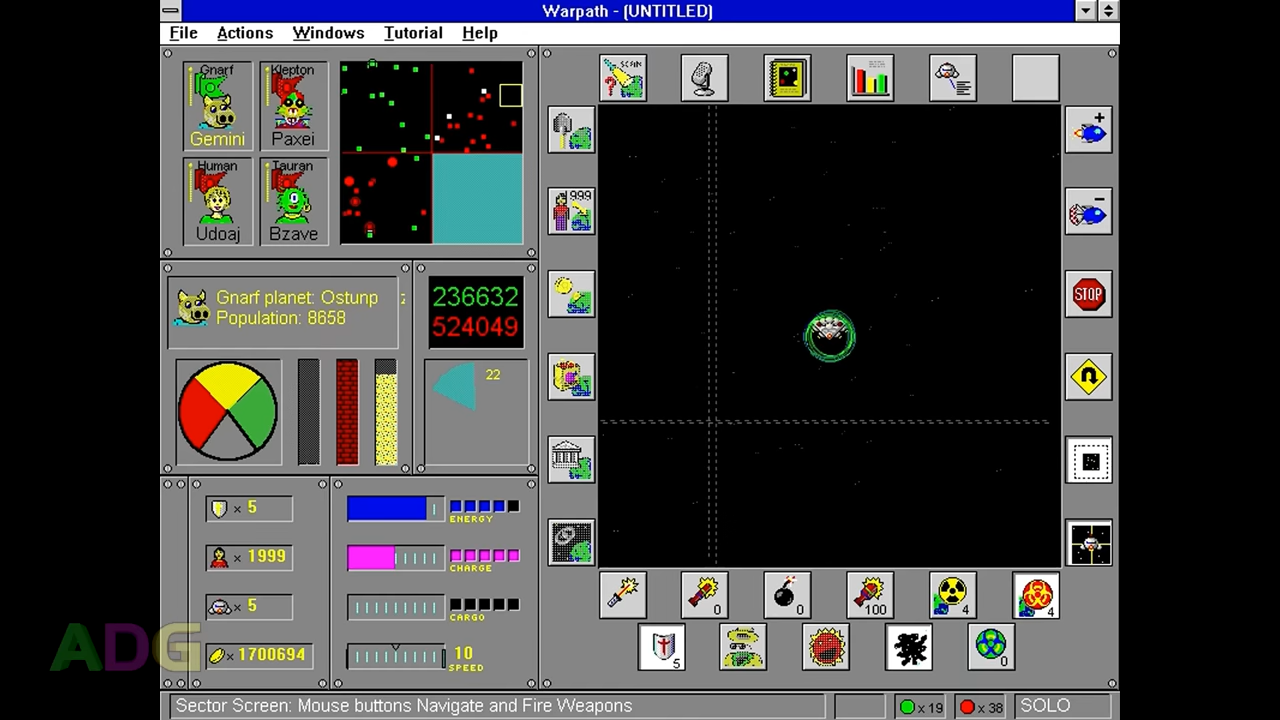 Warpath - (UNTITLED)
File Actions Windows Tutorial Help
Gnarf Klepton
Gemini Paxei
Human Tauran
Udoaj Bzave
SCAN
?
999
+
-
STOP
Gnarf planet: Ostunp
Population: 8658
236632
524049
22
× 5
× 1999
× 5
× 1700694
ENERGY
CHARGE
CARGO
10
SPEED
0 0 100 4 4
5 0
ADG
Sector Screen: Mouse buttons Navigate and Fire Weapons
x 19 x 38 SOLO